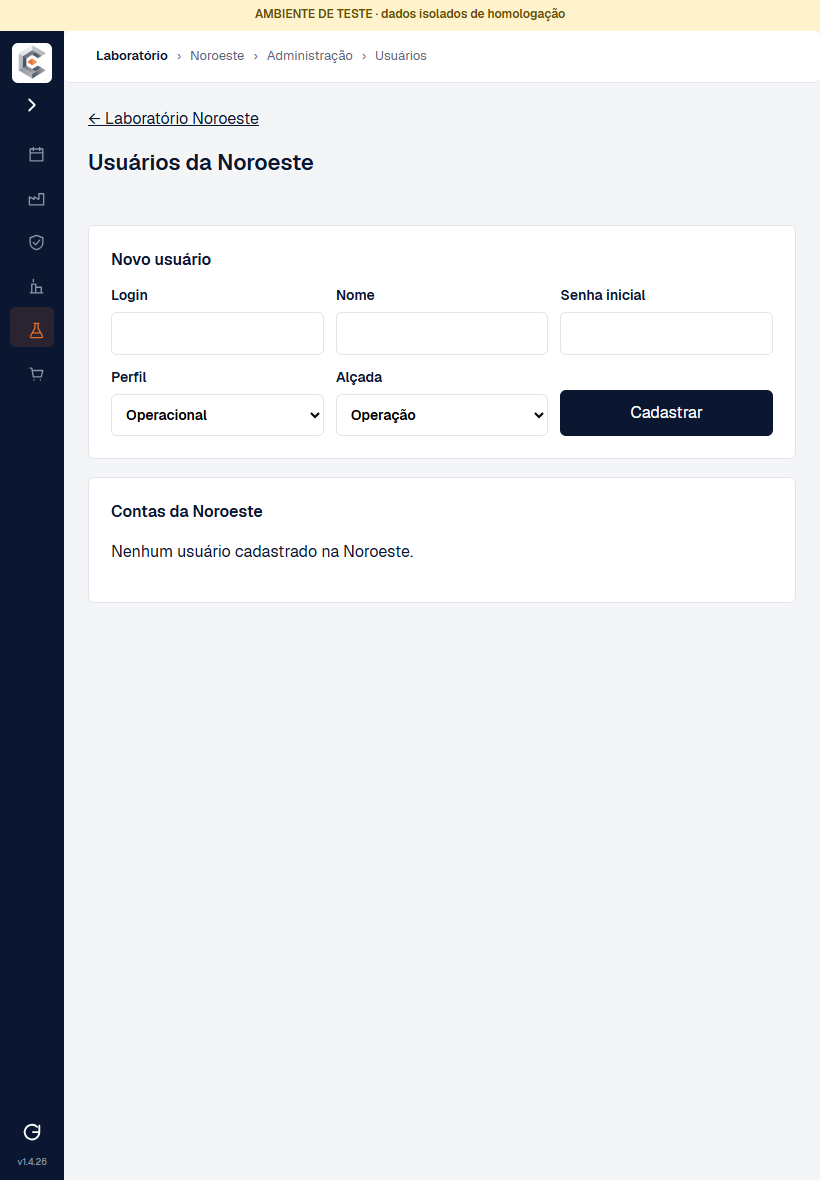 AMBIENTE DE TESTE · dados isolados de homologação
Laboratório › Noroeste › Administração › Usuários
← Laboratório Noroeste
Usuários da Noroeste
Novo usuário
Login Nome Senha inicial
Perfil Alçada
Operacional Operação Cadastrar
Contas da Noroeste
Nenhum usuário cadastrado na Noroeste.
v1.4.26